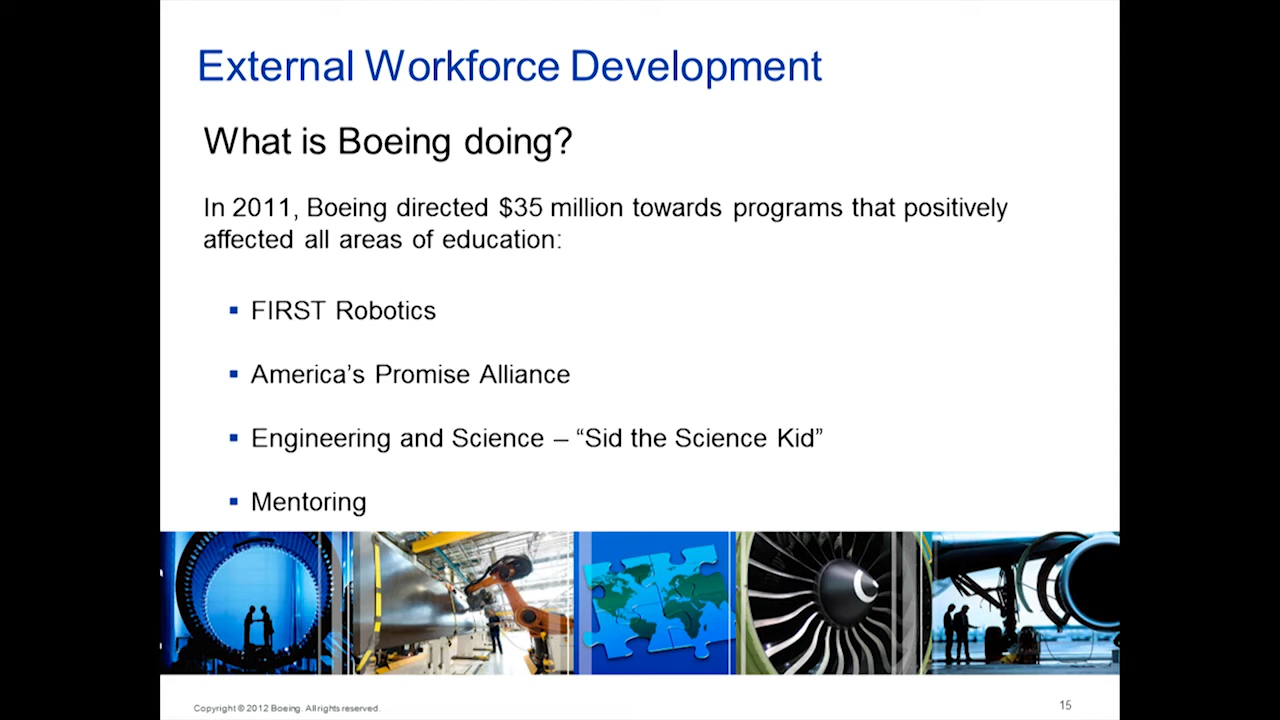 External Workforce Development
What is Boeing doing?
In 2011, Boeing directed $35 million towards programs that positively
affected all areas of education:
▪ FIRST Robotics
▪ America’s Promise Alliance
▪ Engineering and Science – “Sid the Science Kid”
▪ Mentoring
Copyright © 2012 Boeing. All rights reserved.
15